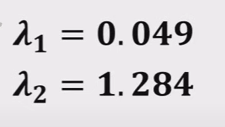 λ₁ = 0.049
λ₂ = 1.284